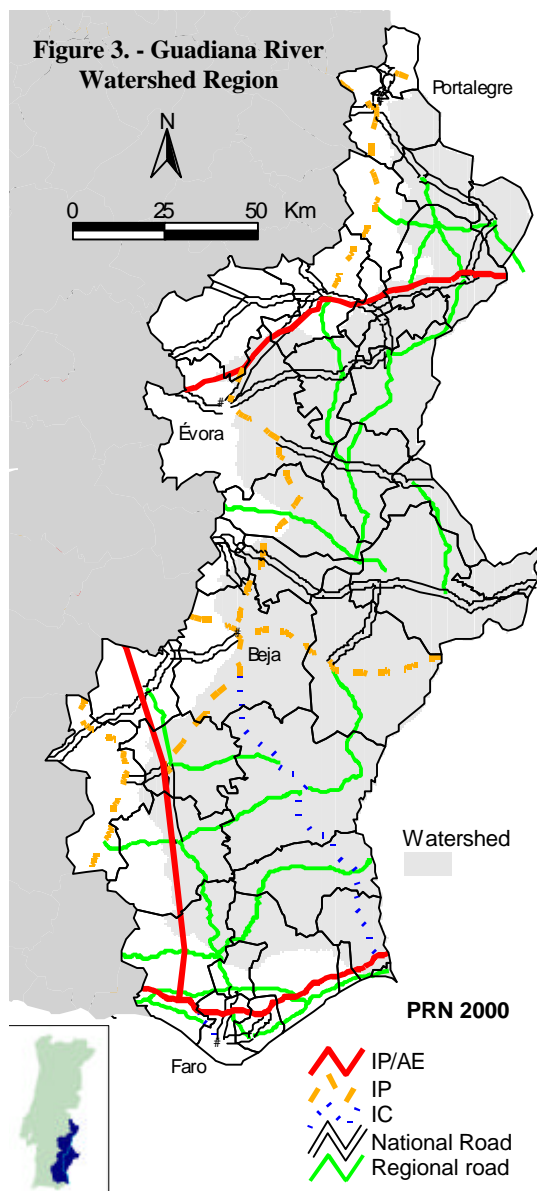 Figure 3. - Guadiana River
Watershed Region
N
0 25 50 Km
Portalegre
#
#
Évora
#
Beja
Watershed
PRN 2000
#
Faro
IP/AE
IP
IC
National Road
Regional road